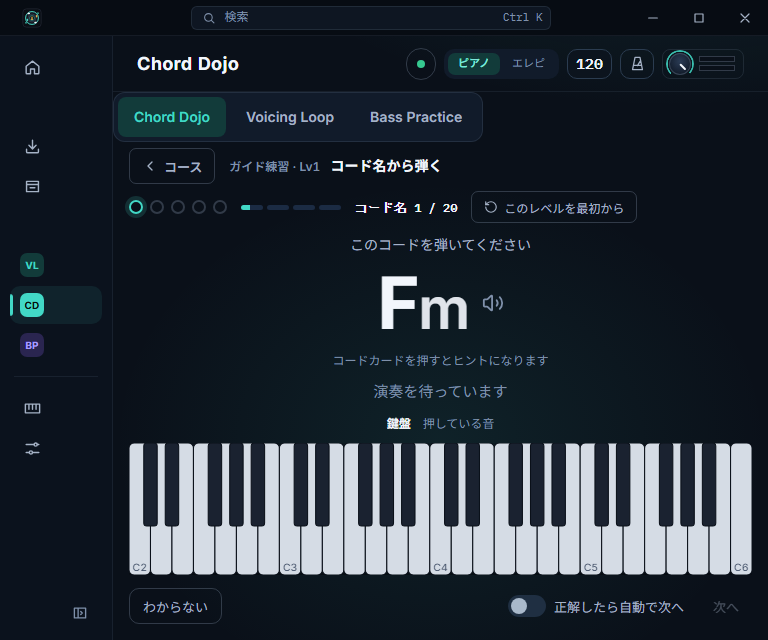 検索 Ctrl K
Chord Dojo
ピアノ エレピ 120
Chord Dojo Voicing Loop Bass Practice
コース ガイド練習 · Lv1 コード名から弾く
コード名 1 / 20 このレベルを最初から
このコードを弾いてください
Fm
コードカードを押すとヒントになります
演奏を待っています
鍵盤 押している音
VL
CD
BP
C2 C3 C4 C5 C6
わからない 正解したら自動で次へ 次へ